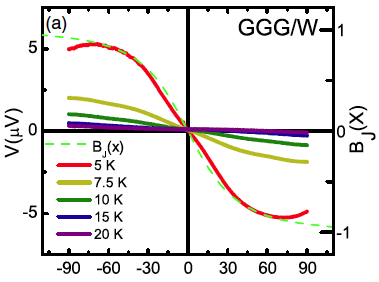 (a)
GGG/W
1
0
-1
B_J(X)
5
0
-5
V(μV)
B_J(x)
5 K
7.5 K
10 K
15 K
20 K
-90 -60 -30 0 30 60 90